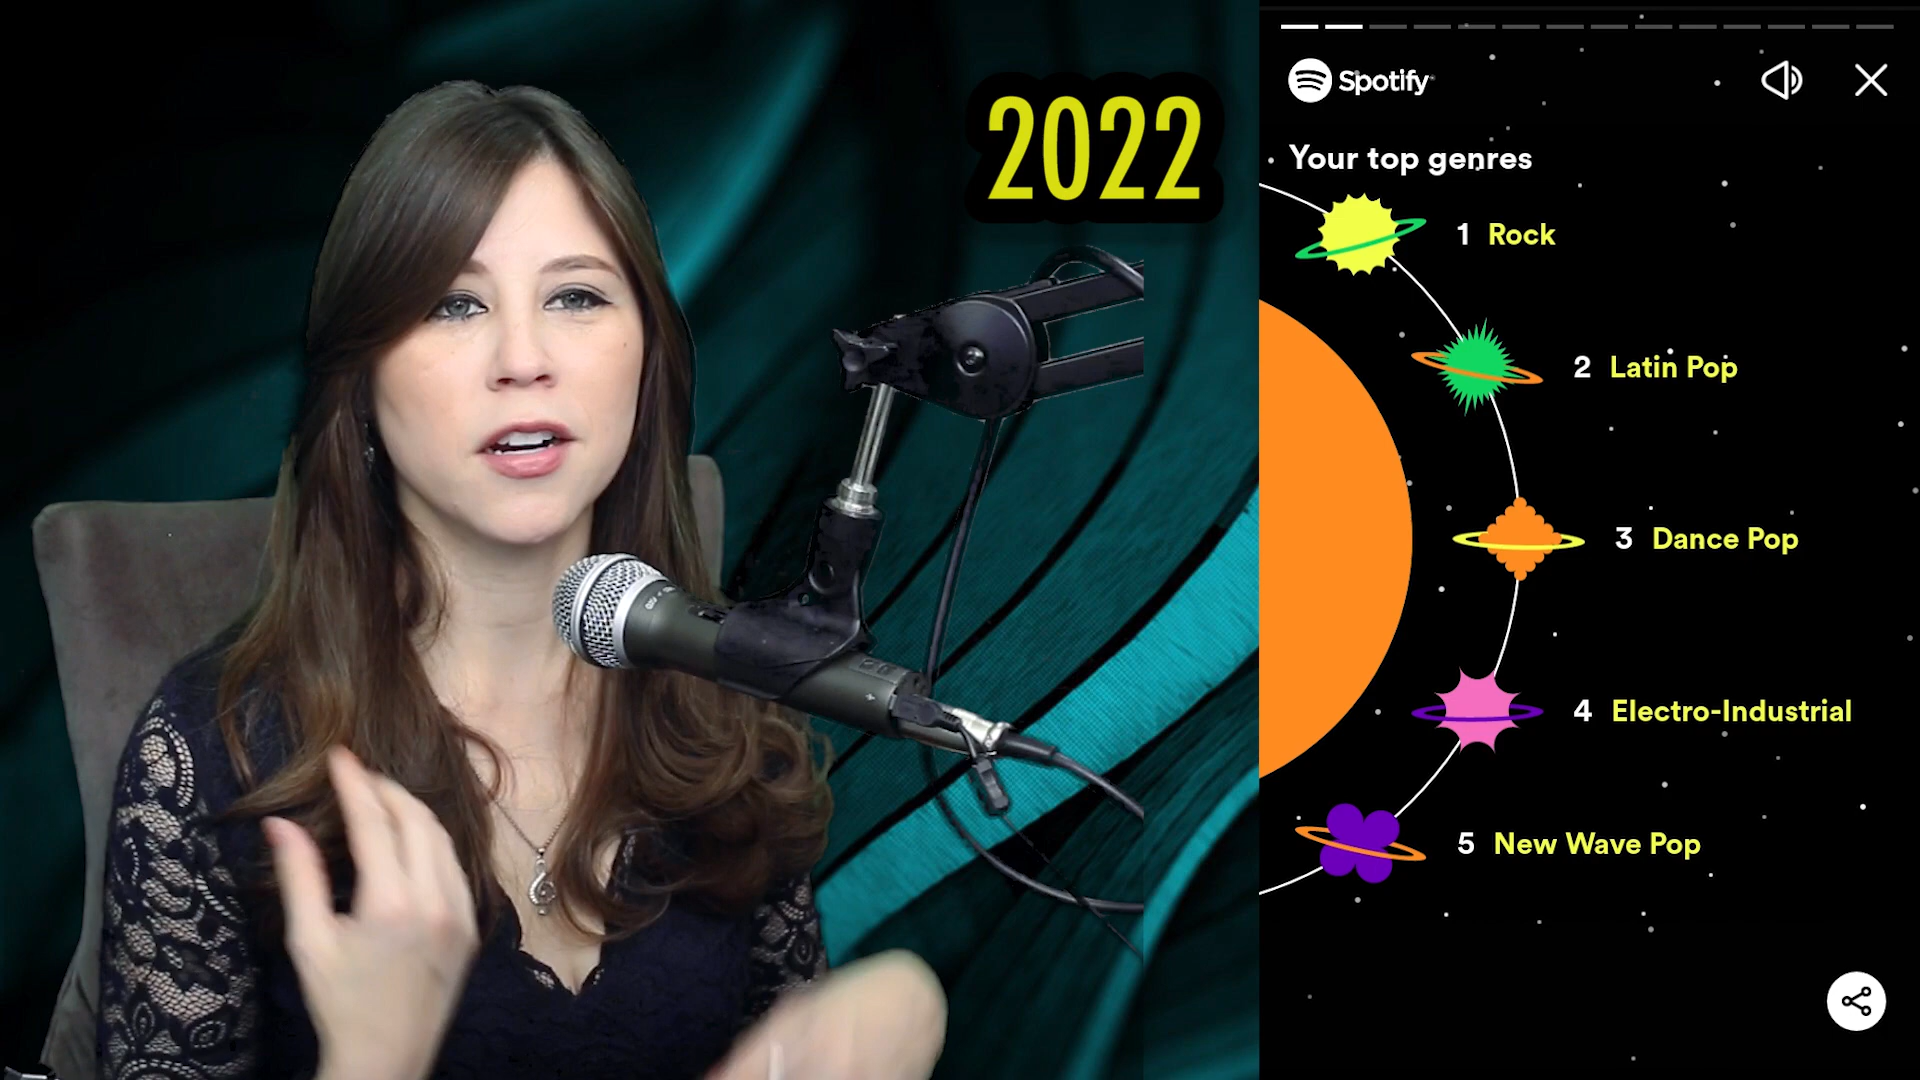 2022
Spotify
Your top genres
1 Rock
2 Latin Pop
3 Dance Pop
4 Electro-Industrial
5 New Wave Pop